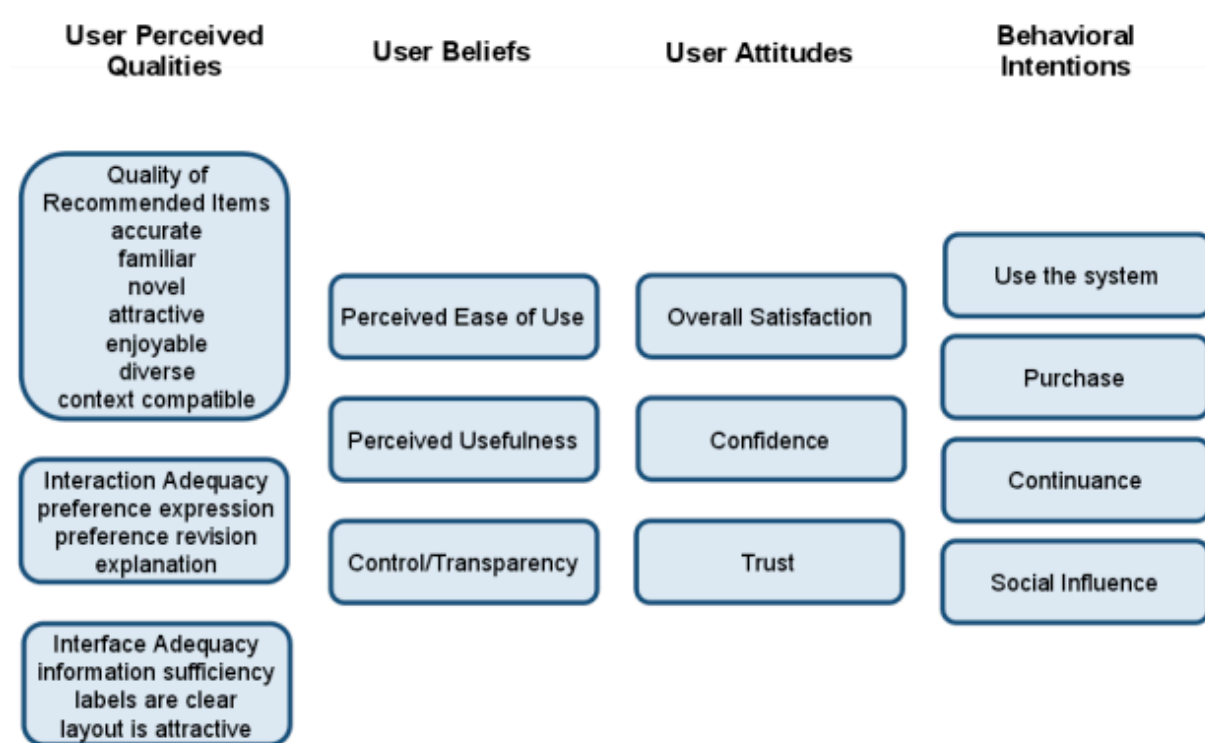 User Perceived
Qualities
User Beliefs
User Attitudes
Behavioral
Intentions
Quality of
Recommended Items
accurate
familiar
novel
attractive
enjoyable
diverse
context compatible
Interaction Adequacy
preference expression
preference revision
explanation
Interface Adequacy
information sufficiency
labels are clear
layout is attractive
Perceived Ease of Use
Perceived Usefulness
Control/Transparency
Overall Satisfaction
Confidence
Trust
Use the system
Purchase
Continuance
Social Influence